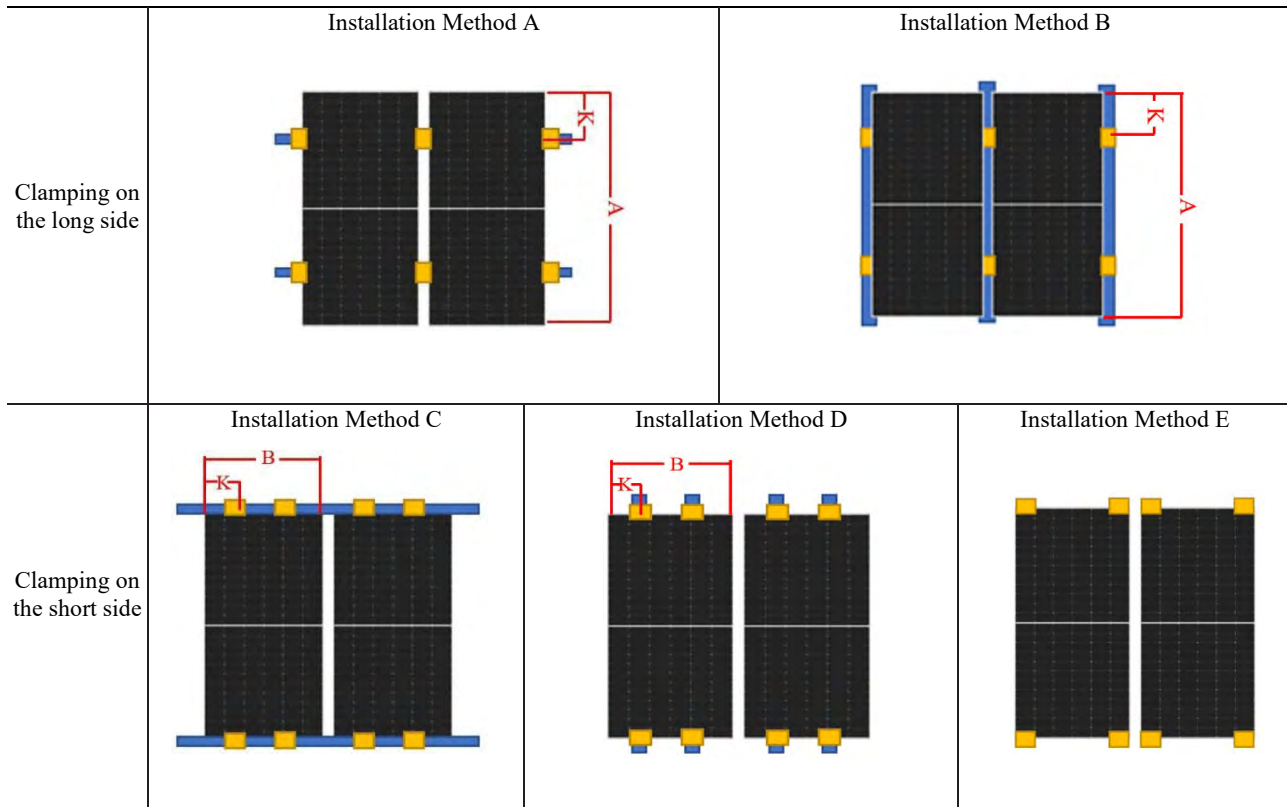 Installation Method A
Installation Method B
Clamping on
the long side
K
A
K
A
Installation Method C
Installation Method D
Installation Method E
Clamping on
the short side
B
K
B
K